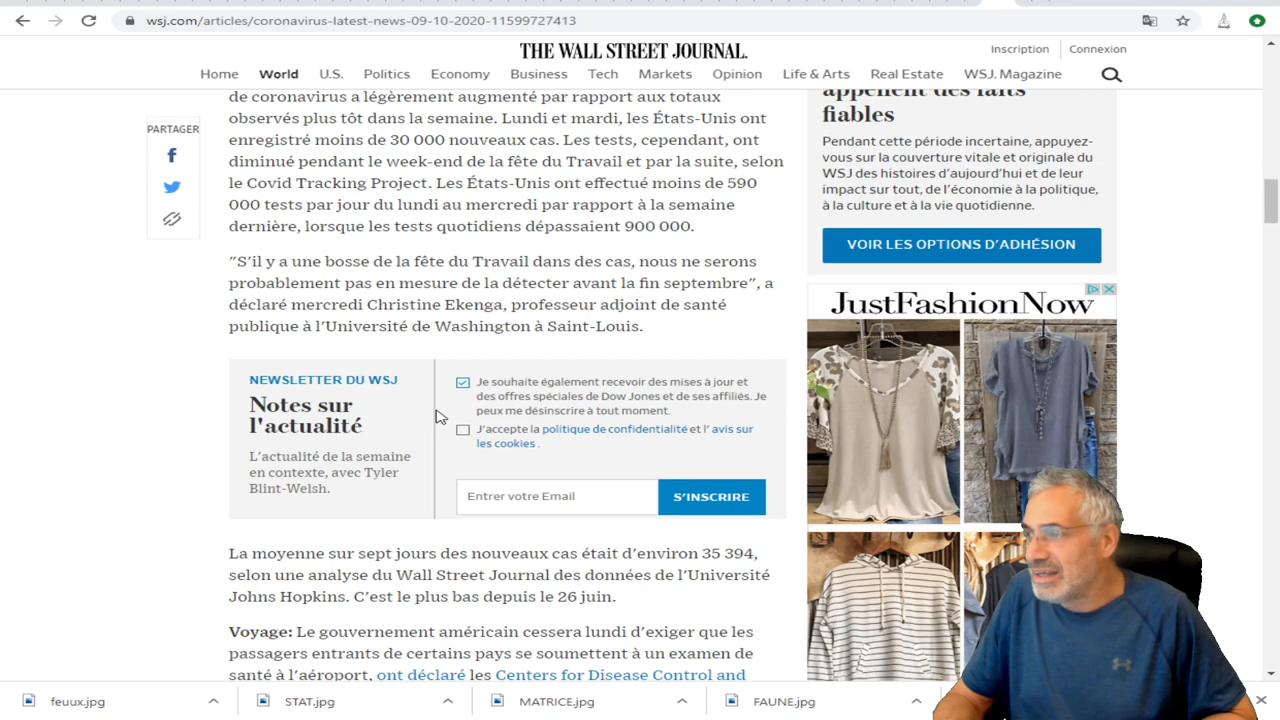 wsj.com/articles/coronavirus-latest-news-09-10-2020-11599727413
THE WALL STREET JOURNAL.
Inscription
Connexion
Home World U.S. Politics Economy Business Tech Markets Opinion Life & Arts Real Estate WSJ. Magazine
PARTAGER
de coronavirus a légèrement augmenté par rapport aux totaux
observés plus tôt dans la semaine. Lundi et mardi, les États-Unis ont
enregistré moins de 30 000 nouveaux cas. Les tests, cependant, ont
diminué pendant le week-end de la fête du Travail et par la suite, selon
le Covid Tracking Project. Les États-Unis ont effectué moins de 590
000 tests par jour du lundi au mercredi par rapport à la semaine
dernière, lorsque les tests quotidiens dépassaient 900 000.
"S'il y a une bosse de la fête du Travail dans des cas, nous ne serons
probablement pas en mesure de la détecter avant la fin septembre", a
déclaré mercredi Christine Ekenga, professeur adjoint de santé
publique à l'Université de Washington à Saint-Louis.
NEWSLETTER DU WSJ
Notes sur
l'actualité
L'actualité de la semaine
en contexte, avec Tyler
Blint-Welsh.
Je souhaite également recevoir des mises à jour et
des offres spéciales de Dow Jones et de ses affiliés. Je
peux me désinscrire à tout moment.
J'accepte la politique de confidentialité et l' avis sur
les cookies .
Entrer votre Email
S'INSCRIRE
La moyenne sur sept jours des nouveaux cas était d'environ 35 394,
selon une analyse du Wall Street Journal des données de l'Université
Johns Hopkins. C'est le plus bas depuis le 26 juin.
Voyage: Le gouvernement américain cessera lundi d'exiger que les
passagers entrants de certains pays se soumettent à un examen de
santé à l'aéroport, ont déclaré les Centers for Disease Control and
appellent des faits
fiables
Pendant cette période incertaine, appuyez-
vous sur la couverture vitale et originale du
WSJ des histoires d'aujourd'hui et de leur
impact sur tout, de l'économie à la politique,
à la culture et à la vie quotidienne.
VOIR LES OPTIONS D'ADHÉSION
JUSTFASHIONNOW
feuux.jpg
STAT.jpg
MATRICE.jpg
FAUNE.jpg